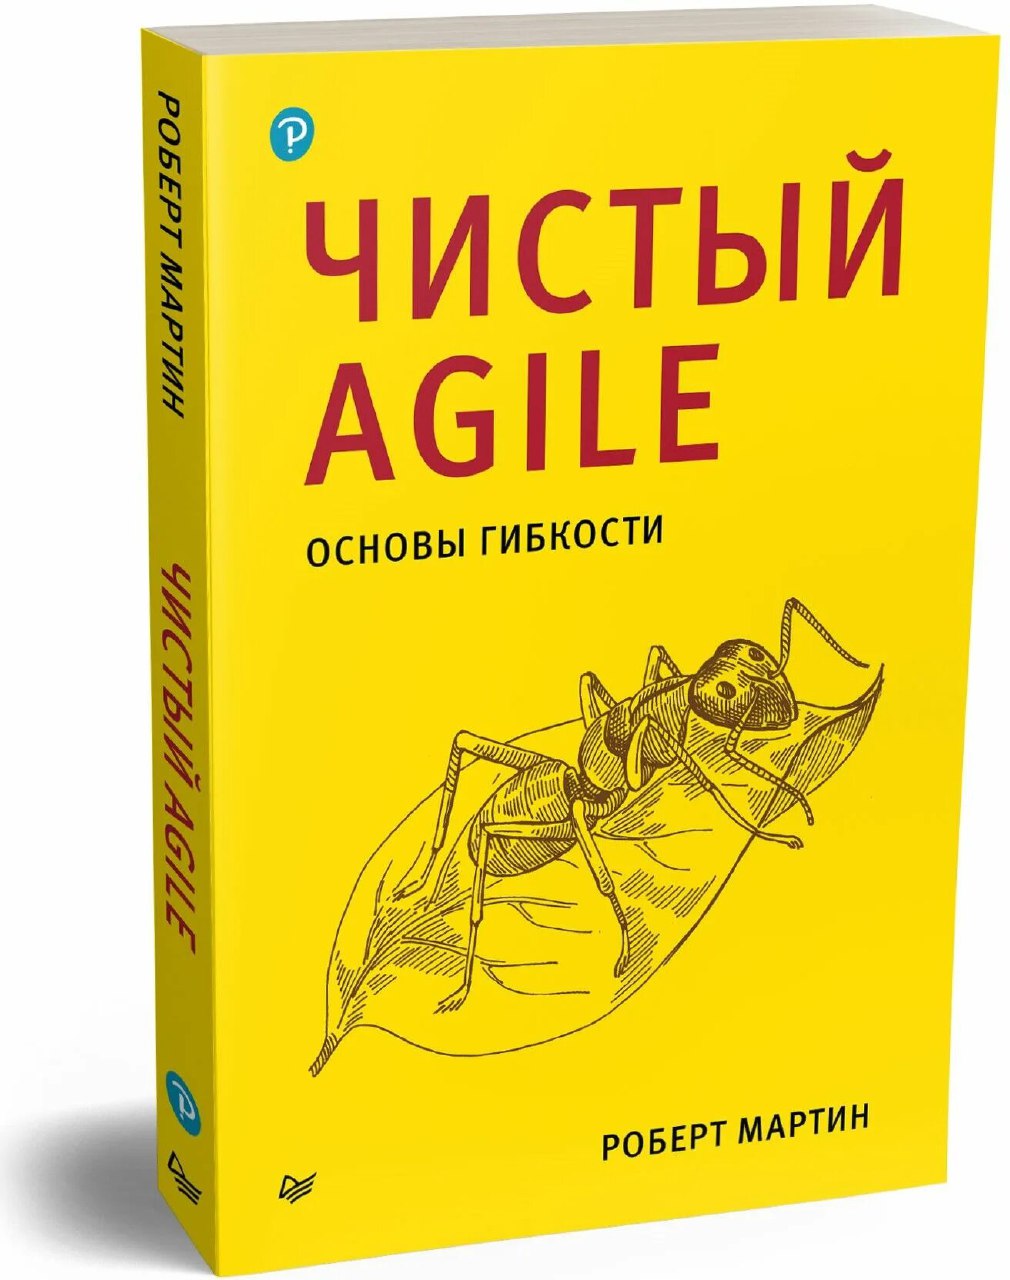 ЧИСТЫЙ
AGILE
ОСНОВЫ ГИБКОСТИ
РОБЕРТ МАРТИН
РОБЕРТ МАРТИН
ЧИСТЫЙ AGILE